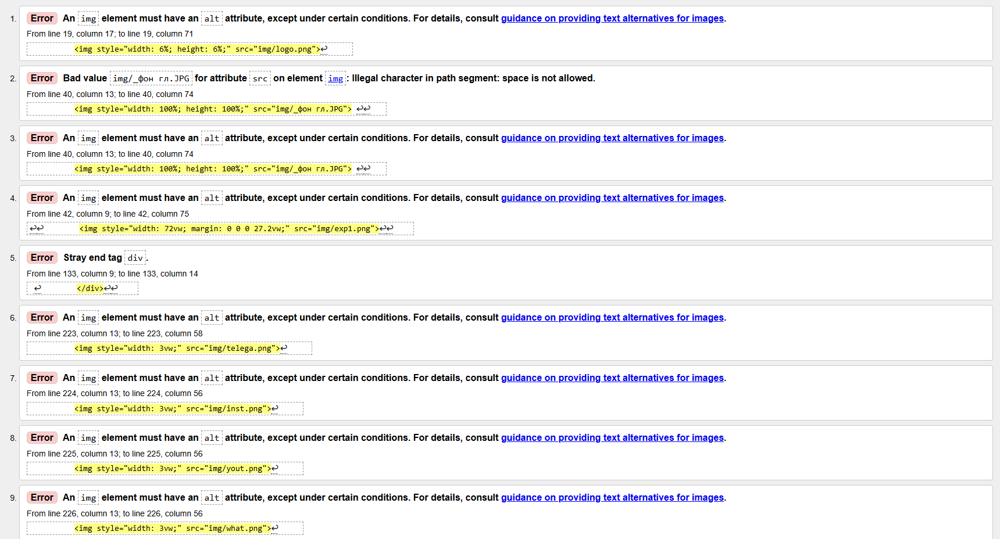 1. Error An img element must have an alt attribute, except under certain conditions. For details, consult guidance on providing text alternatives for images.
From line 19, column 17; to line 19, column 71
<img style="width: 6%; height: 6%;" src="img/logo.png">↩
2. Error Bad value img/_фон гл.JPG for attribute src on element img: Illegal character in path segment: space is not allowed.
From line 40, column 13; to line 40, column 74
<img style="width: 100%; height: 100%;" src="img/_фон гл.JPG"> ↩↩
3. Error An img element must have an alt attribute, except under certain conditions. For details, consult guidance on providing text alternatives for images.
From line 40, column 13; to line 40, column 74
<img style="width: 100%; height: 100%;" src="img/_фон гл.JPG"> ↩↩
4. Error An img element must have an alt attribute, except under certain conditions. For details, consult guidance on providing text alternatives for images.
From line 42, column 9; to line 42, column 75
↩↩ <img style="width: 72vw; margin: 0 0 0 27.2vw;" src="img/exp1.png">↩↩
5. Error Stray end tag div.
From line 133, column 9; to line 133, column 14
↩ </div>↩↩
6. Error An img element must have an alt attribute, except under certain conditions. For details, consult guidance on providing text alternatives for images.
From line 223, column 13; to line 223, column 58
<img style="width: 3vw;" src="img/telega.png">↩
7. Error An img element must have an alt attribute, except under certain conditions. For details, consult guidance on providing text alternatives for images.
From line 224, column 13; to line 224, column 56
<img style="width: 3vw;" src="img/inst.png">↩
8. Error An img element must have an alt attribute, except under certain conditions. For details, consult guidance on providing text alternatives for images.
From line 225, column 13; to line 225, column 56
<img style="width: 3vw;" src="img/yout.png">↩
9. Error An img element must have an alt attribute, except under certain conditions. For details, consult guidance on providing text alternatives for images.
From line 226, column 13; to line 226, column 56
<img style="width: 3vw;" src="img/what.png">↩